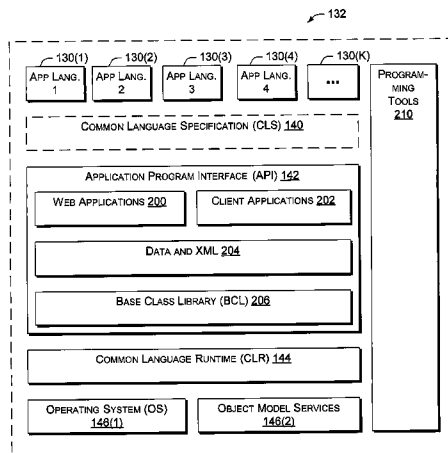 132
130(1) 130(2) 130(3) 130(4) 130(K)
APP LANG. 1
APP LANG. 2
APP LANG. 3
APP LANG. 4
...
PROGRAM-
MING
TOOLS
210
COMMON LANGUAGE SPECIFICATION (CLS) 140
APPLICATION PROGRAM INTERFACE (API) 142
WEB APPLICATIONS 200
CLIENT APPLICATIONS 202
DATA AND XML 204
BASE CLASS LIBRARY (BCL) 206
COMMON LANGUAGE RUNTIME (CLR) 144
OPERATING SYSTEM (OS)
146(1)
OBJECT MODEL SERVICES
146(2)